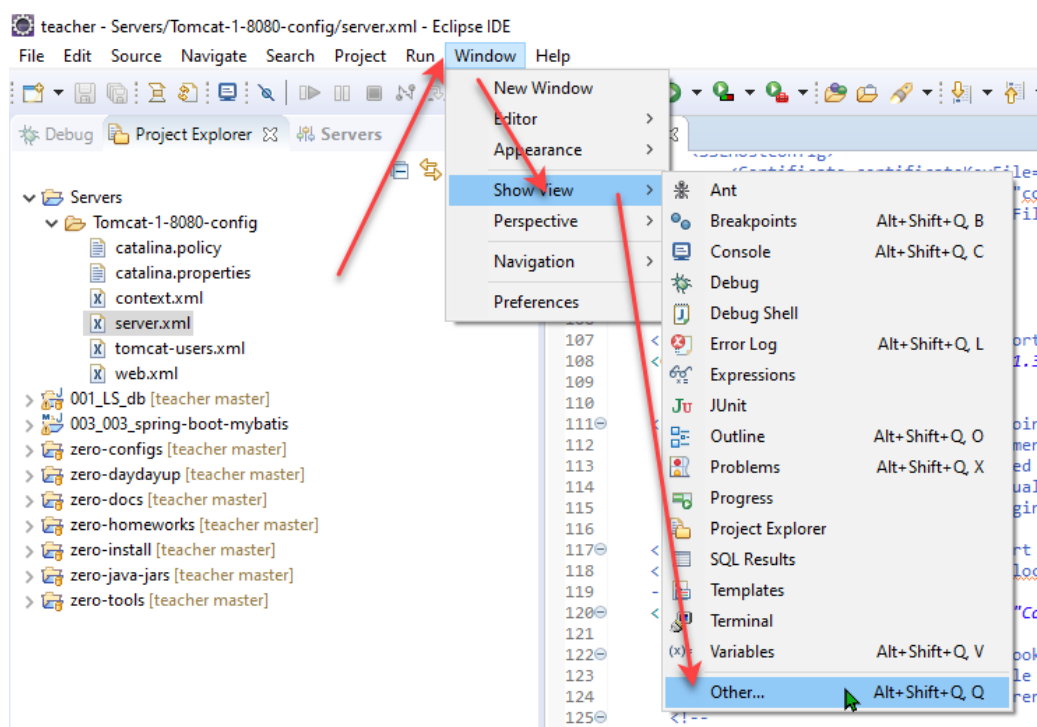 teacher - Servers/Tomcat-1-8080-config/server.xml - Eclipse IDE
File Edit Source Navigate Search Project Run Window Help
Debug Project Explorer Servers
New Window
Editor
Appearance
Show View
Perspective
Navigation
Preferences
Servers
Tomcat-1-8080-config
catalina.policy
catalina.properties
context.xml
server.xml
tomcat-users.xml
web.xml
001_LS_db [teacher master]
003_003_spring-boot-mybatis
zero-configs [teacher master]
zero-daydayup [teacher master]
zero-docs [teacher master]
zero-homeworks [teacher master]
zero-install [teacher master]
zero-java-jars [teacher master]
zero-tools [teacher master]
Ant
Breakpoints Alt+Shift+Q, B
Console Alt+Shift+Q, C
Debug
Debug Shell
Error Log Alt+Shift+Q, L
Expressions
JUnit
Outline Alt+Shift+Q, O
Problems Alt+Shift+Q, X
Progress
Project Explorer
SQL Results
Templates
Terminal
Variables Alt+Shift+Q, V
Other... Alt+Shift+Q, Q
107 <
108 <
109
110
111
112
113
114
115
116
117 <
118 <
119 -
120 <
121
122
123
124
125 <!--